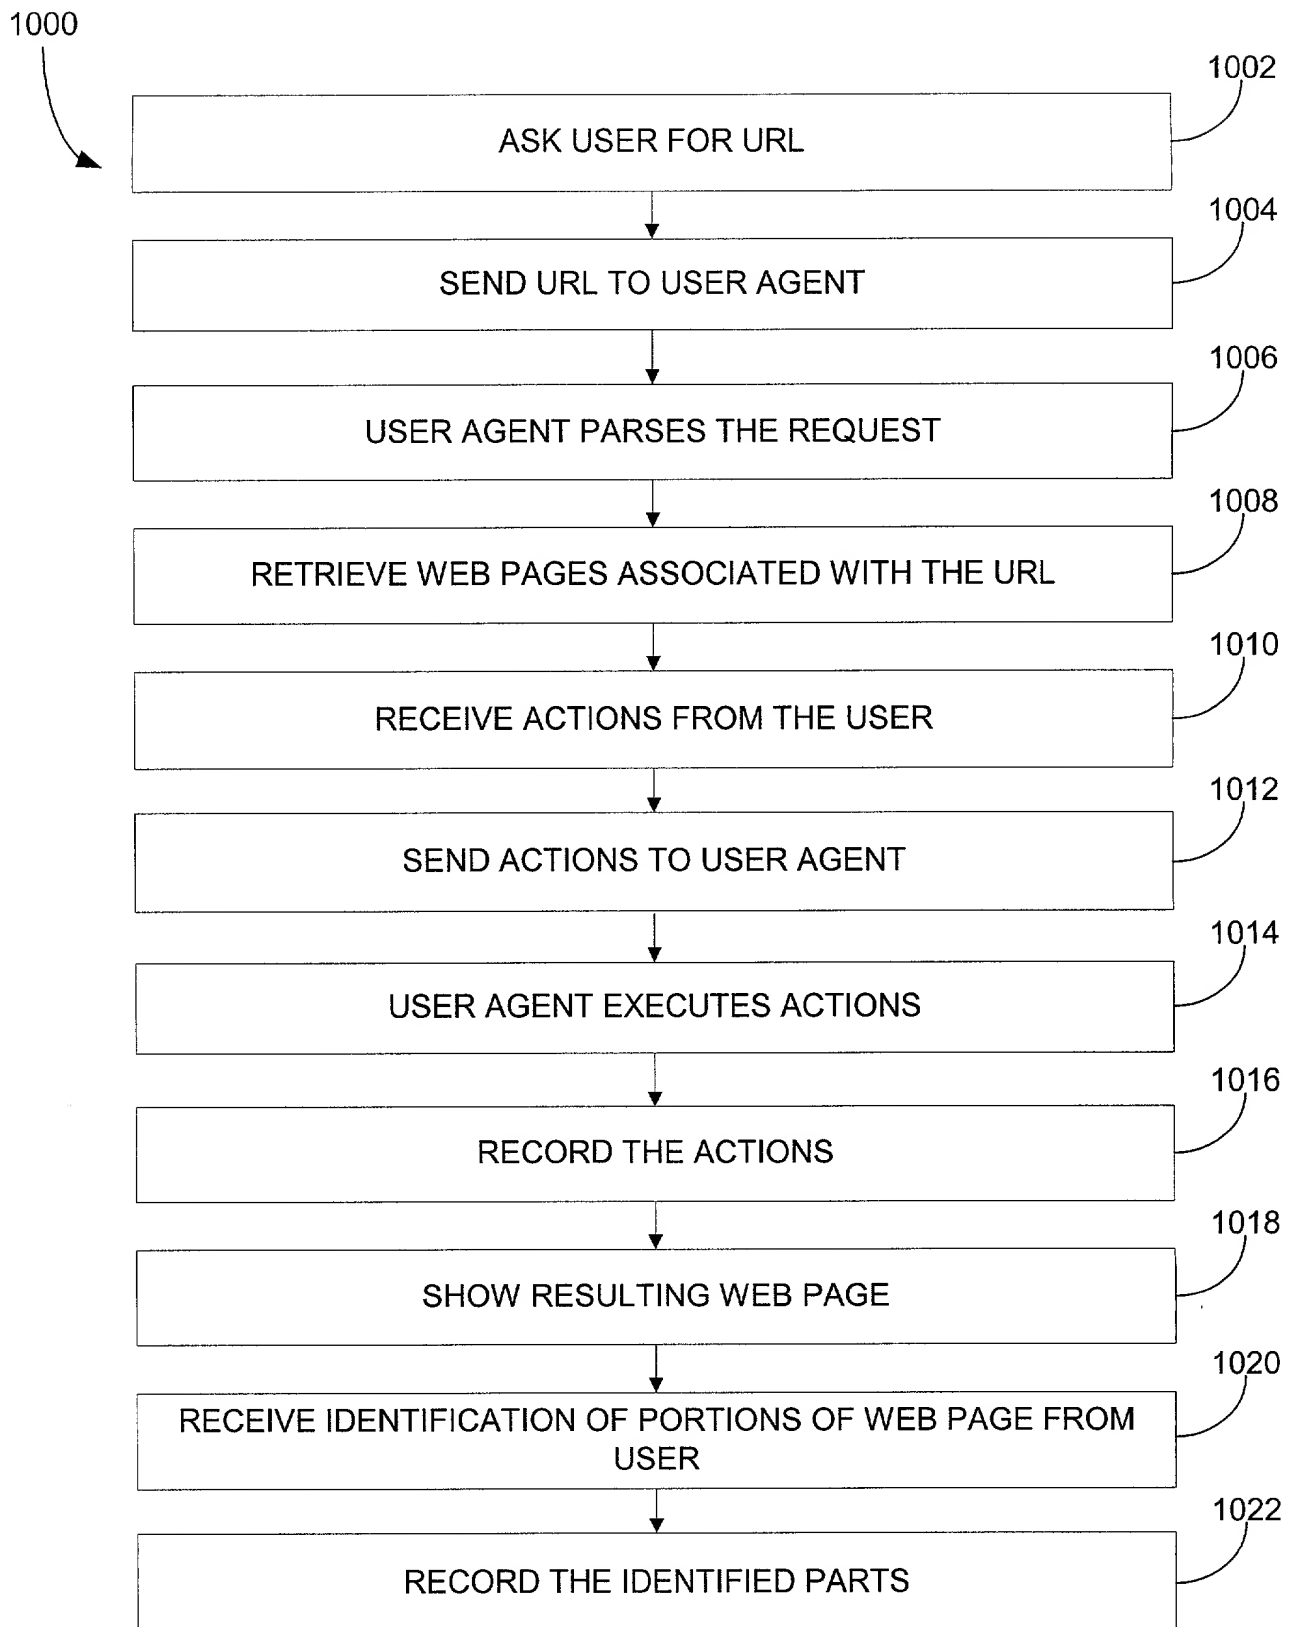 1000
1002
ASK USER FOR URL
1004
SEND URL TO USER AGENT
1006
USER AGENT PARSES THE REQUEST
1008
RETRIEVE WEB PAGES ASSOCIATED WITH THE URL
1010
RECEIVE ACTIONS FROM THE USER
1012
SEND ACTIONS TO USER AGENT
1014
USER AGENT EXECUTES ACTIONS
1016
RECORD THE ACTIONS
1018
SHOW RESULTING WEB PAGE
1020
RECEIVE IDENTIFICATION OF PORTIONS OF WEB PAGE FROM
USER
1022
RECORD THE IDENTIFIED PARTS